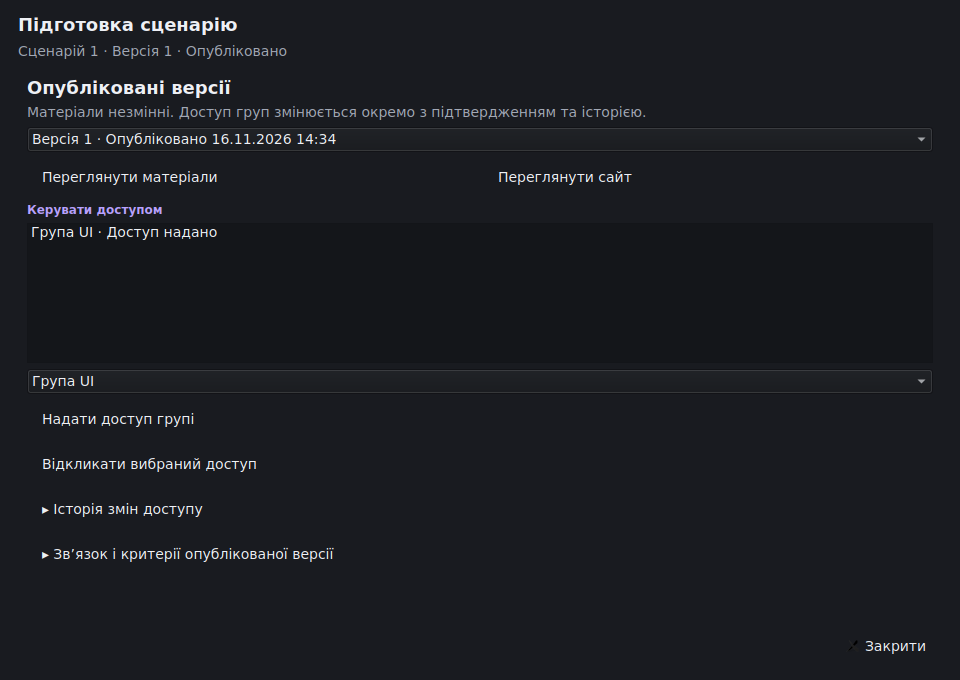 Підготовка сценарію
Сценарій 1 · Версія 1 · Опубліковано
Опубліковані версії
Матеріали незмінні. Доступ груп змінюється окремо з підтвердженням та історією.
Версія 1 · Опубліковано 16.11.2026 14:34
Переглянути матеріали
Переглянути сайт
Керувати доступом
Група UI · Доступ надано
Група UI
Надати доступ групі
Відкликати вибраний доступ
▸ Історія змін доступу
▸ Зв’язок і критерії опублікованої версії
Закрити